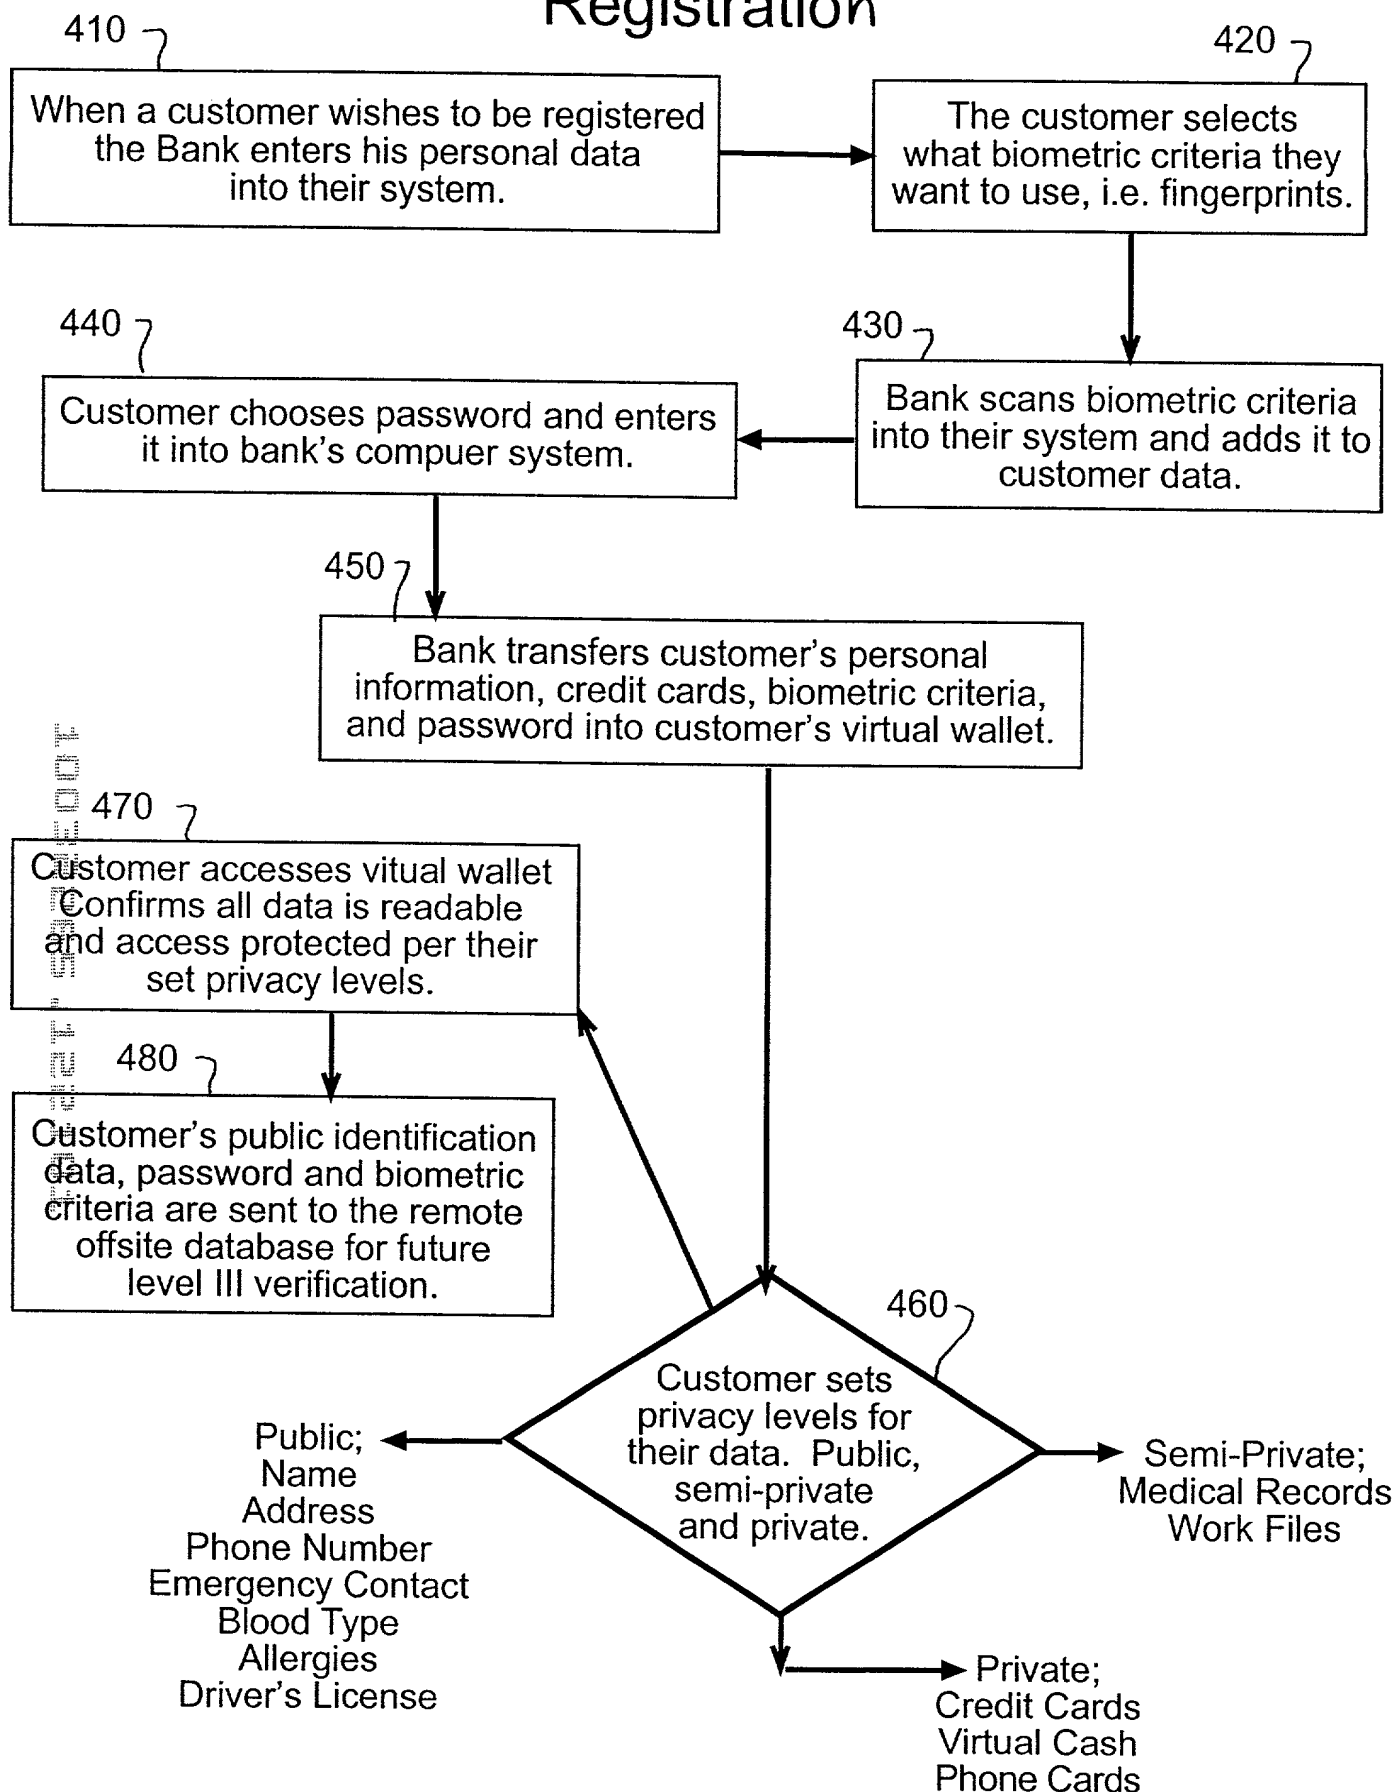 Registration
410
When a customer wishes to be registered
the Bank enters his personal data
into their system.
420
The customer selects
what biometric criteria they
want to use, i.e. fingerprints.
430
Bank scans biometric criteria
into their system and adds it to
customer data.
440
Customer chooses password and enters
it into bank's compuer system.
450
Bank transfers customer's personal
information, credit cards, biometric criteria,
and password into customer's virtual wallet.
460
Customer sets
privacy levels for
their data. Public,
semi-private
and private.
470
Customer accesses vitual wallet
Confirms all data is readable
and access protected per their
set privacy levels.
480
Customer's public identification
data, password and biometric
criteria are sent to the remote
offsite database for future
level III verification.
Public;
Name
Address
Phone Number
Emergency Contact
Blood Type
Allergies
Driver's License
Semi-Private;
Medical Records
Work Files
Private;
Credit Cards
Virtual Cash
Phone Cards